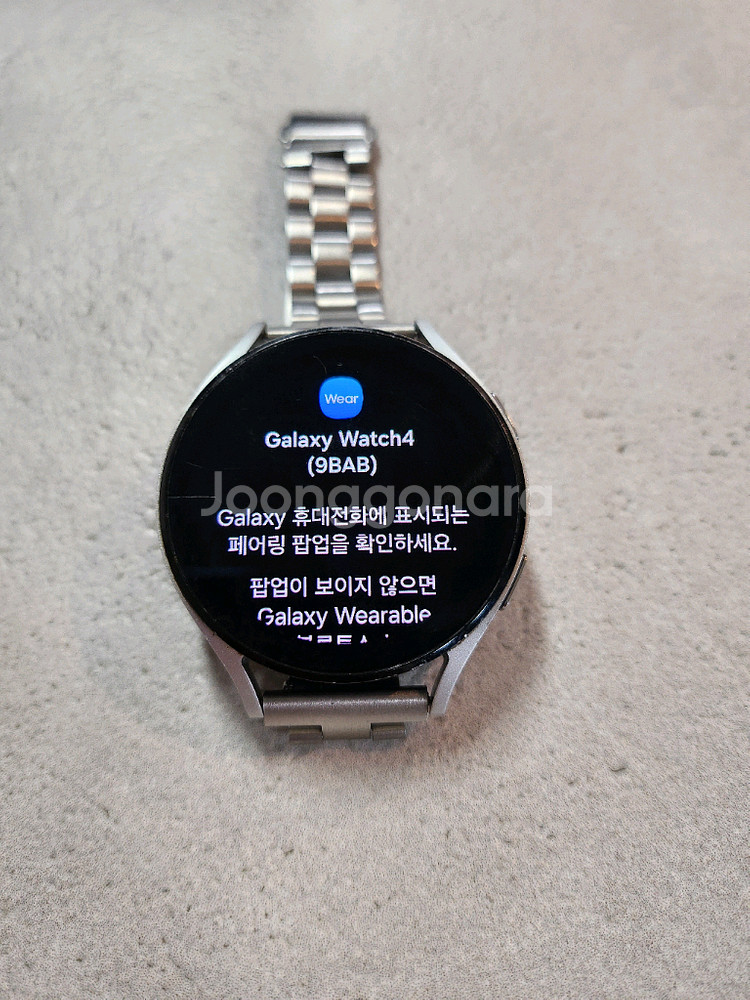 Wear
Galaxy Watch4
(9BAB)
Joonggonara
Galaxy 휴대전화에 표시되는
페어링 팝업을 확인하세요.
팝업이 보이지 않으면
Galaxy Wearable